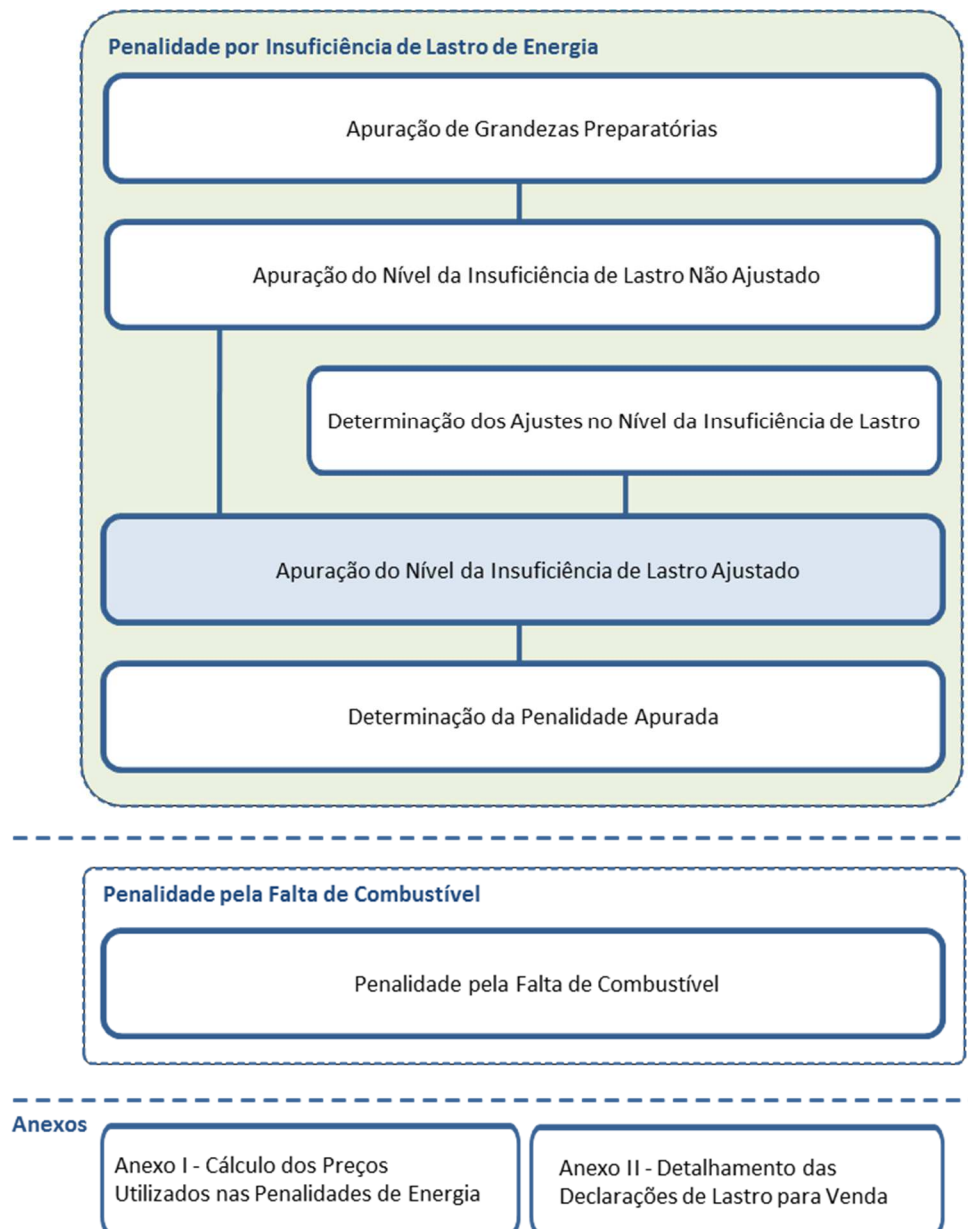 Penalidade por Insuficiência de Lastro de Energia
Apuração de Grandezas Preparatórias
Apuração do Nível da Insuficiência de Lastro Não Ajustado
Determinação dos Ajustes no Nível da Insuficiência de Lastro
Apuração do Nível da Insuficiência de Lastro Ajustado
Determinação da Penalidade Apurada
Penalidade pela Falta de Combustível
Penalidade pela Falta de Combustível
Anexos
Anexo I - Cálculo dos Preços
Utilizados nas Penalidades de Energia
Anexo II - Detalhamento das
Declarações de Lastro para Venda